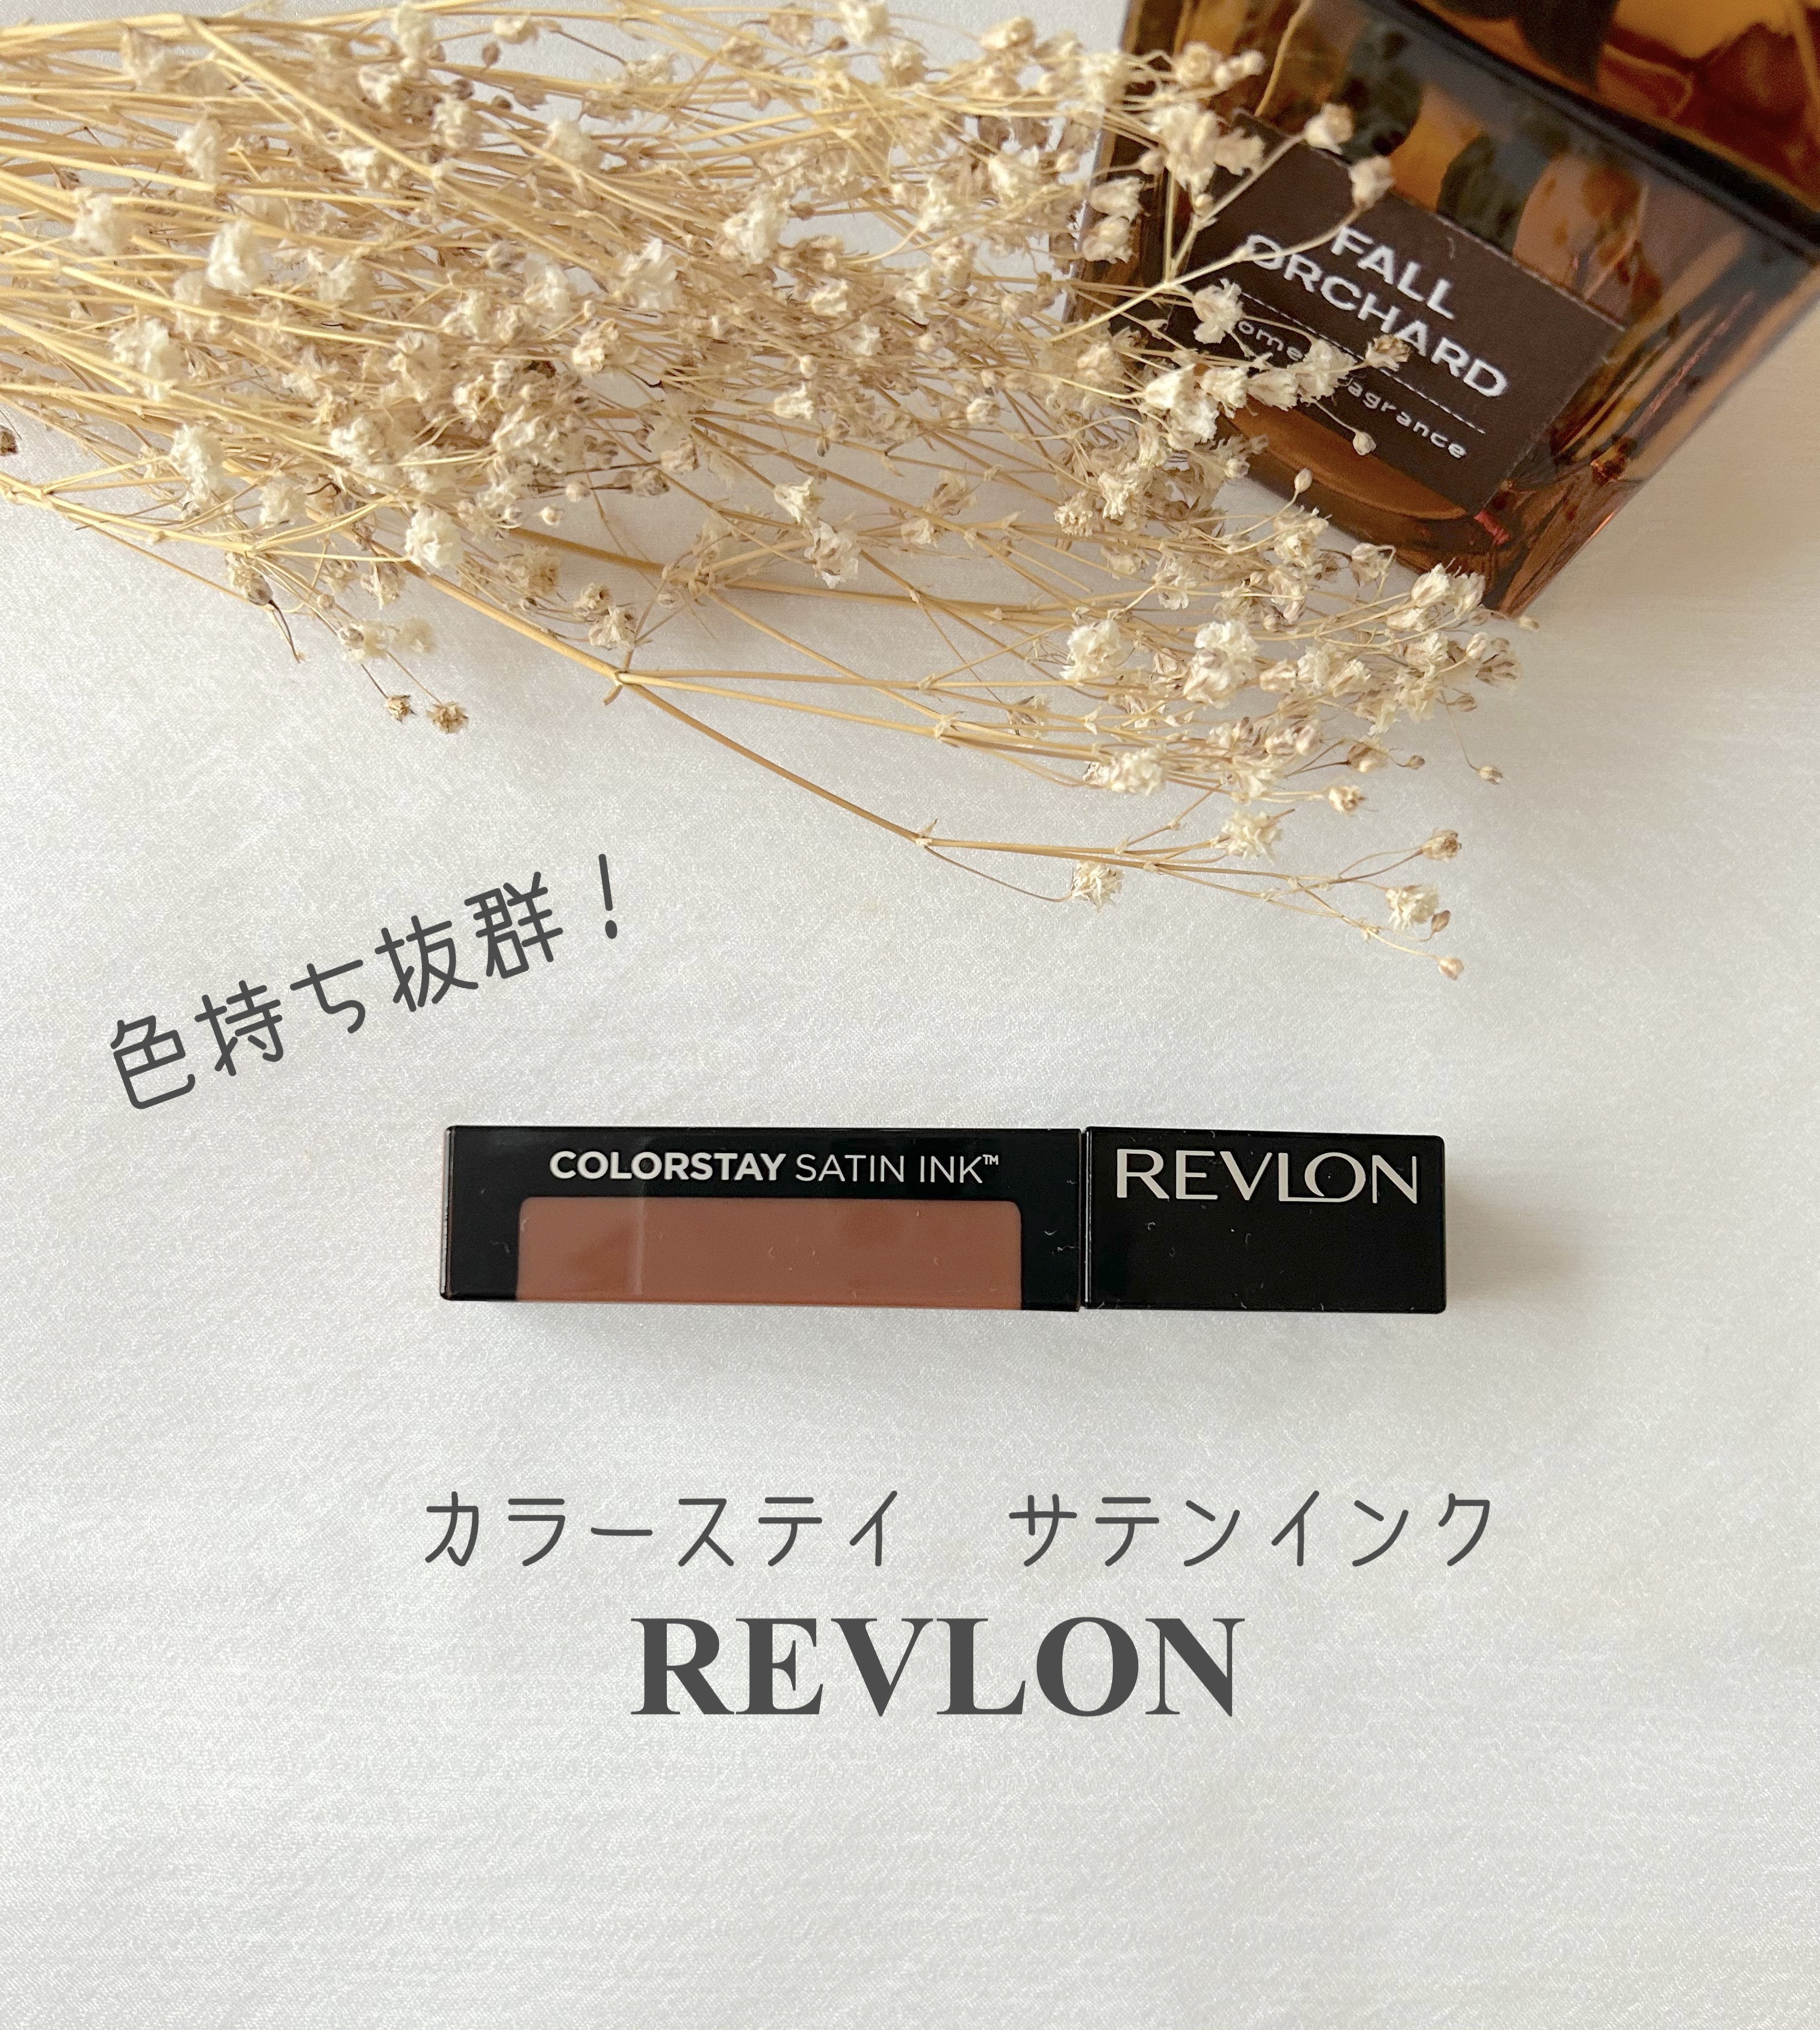 FALL
ORCHARD
色持ち抜群！
COLORSTAY SATIN INK™
REVLON
カラーステイ　サテンインク
REVLON